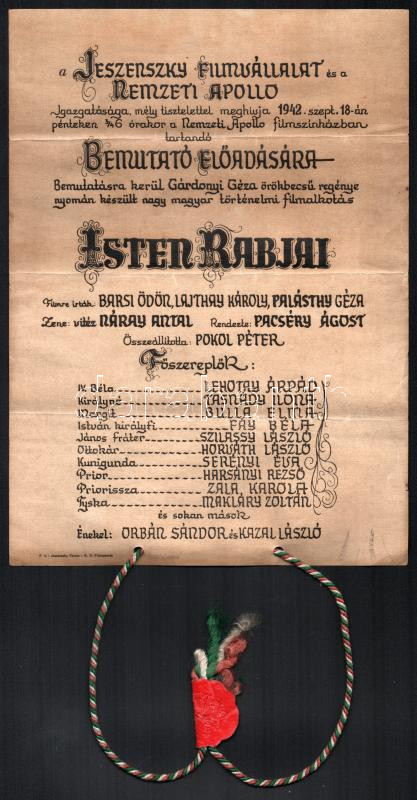 a JESZENSZKY FILMVÁLLALAT és a
NEMZETI APOLLO
Igazgatósága, mély tisztelettel meghívja 1942. szept. 18-án
pénteken ¾6 órakor a Nemzeti Apollo filmszínházban
tartandó
BEMUTATÓ ELŐADÁSÁRA
Bemutatásra kerül Gárdonyi Géza örökbecsű regénye
nyomán készült nagy magyar történelmi filmalkotás
ISTEN RABJAI
Filmre írták: BARSI ÖDÖN, LAJTHAY KÁROLY, PALÁSTHY GÉZA
Zene: vitéz NÁRAY ANTAL Rendezte: PACSÉRY ÁGOST
Összeállította: POKOL PÉTER
Főszereplők:
IV. Béla LEHOTAY ÁRPÁD
Királyné TASNÁDY ILONA
Margit BULLA ELMA
István királyfi FÁY BÉLA
János fráter SZILASSY LÁSZLÓ
Ottokár HORVÁTH LÁSZLÓ
Kunigunda SERÉNYI ÉVA
Prior HARSÁNYI REZSŐ
Priorissza ZALA KAROLA
Fyska MAKLÁRY ZOLTÁN
és sokan mások
Énekel: ORBÁN SÁNDOR és KAZAL LÁSZLÓ